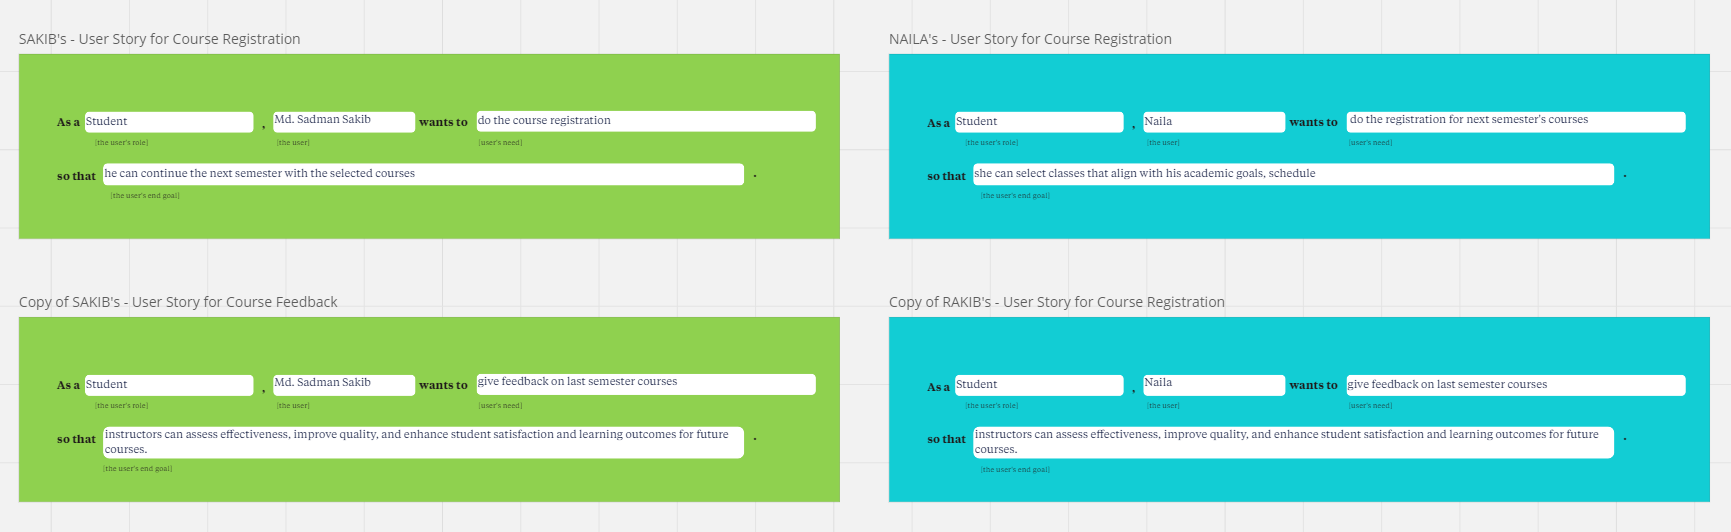 SAKIB's - User Story for Course Registration
As a Student , Md. Sadman Sakib wants to do the course registration
[the user's role] [the user] [user's need]
so that he can continue the next semester with the selected courses .
[the user's end goal]
NAILA's - User Story for Course Registration
As a Student , Naila wants to do the registration for next semester's courses
[the user's role] [the user] [user's need]
so that she can select classes that align with his academic goals, schedule .
[the user's end goal]
Copy of SAKIB's - User Story for Course Feedback
As a Student , Md. Sadman Sakib wants to give feedback on last semester courses
[the user's role] [the user] [user's need]
so that instructors can assess effectiveness, improve quality, and enhance student satisfaction and learning outcomes for future .
courses.
[the user's end goal]
Copy of RAKIB's - User Story for Course Registration
As a Student , Naila wants to give feedback on last semester courses
[the user's role] [the user] [user's need]
so that instructors can assess effectiveness, improve quality, and enhance student satisfaction and learning outcomes for future .
courses.
[the user's end goal]